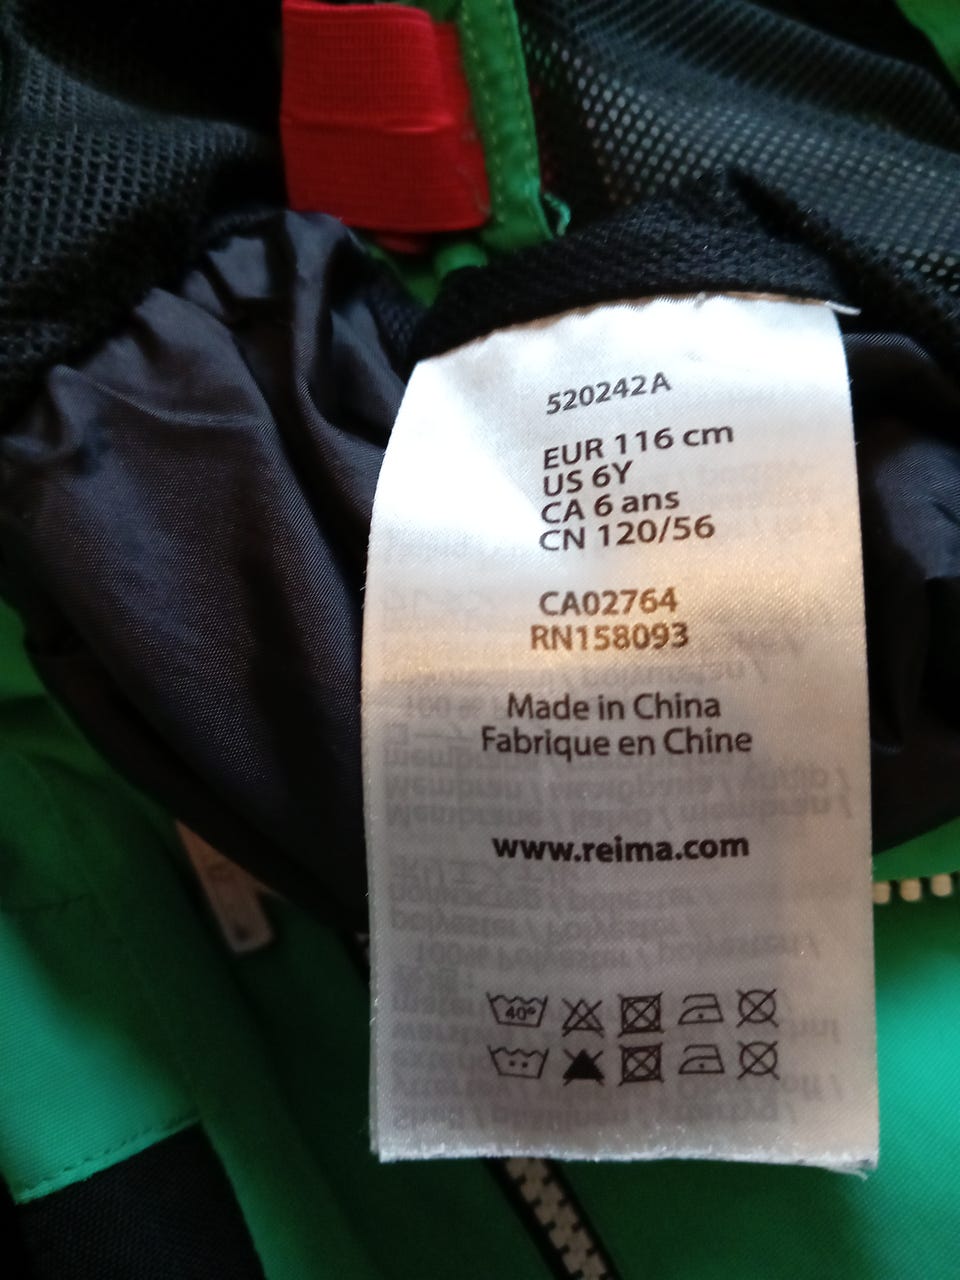 520242A
EUR 116 cm
US 6Y
CA 6 ans
CN 120/56
CA02764
RN158093
Made in China
Fabrique en Chine
www.reima.com
40°